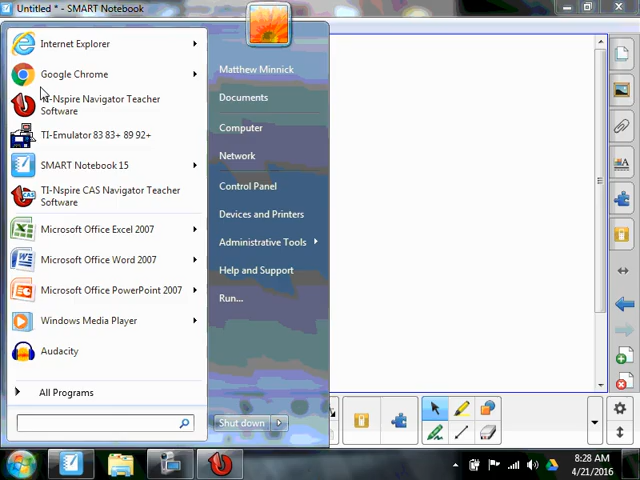 Untitled * - SMART Notebook
Internet Explorer
Google Chrome
TI-Nspire Navigator Teacher
Software
TI-Emulator 83 83+ 89 92+
SMART Notebook 15
TI-Nspire CAS Navigator Teacher
Software
Microsoft Office Excel 2007
Microsoft Office Word 2007
Microsoft Office PowerPoint 2007
Windows Media Player
Audacity
All Programs
Matthew Minnick
Documents
Computer
Network
Control Panel
Devices and Printers
Administrative Tools
Help and Support
Run...
Shut down
8:28 AM
4/21/2016